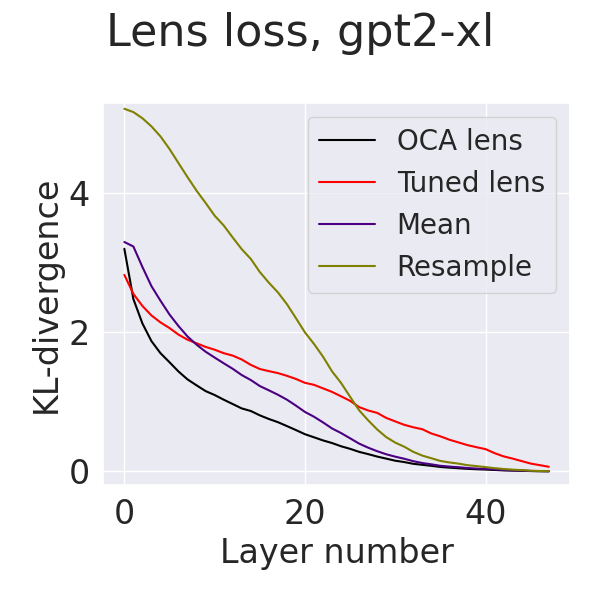 Lens loss, gpt2-xl
OCA lens
Tuned lens
Mean
Resample
KL-divergence
4
2
0
0 20 40
Layer number